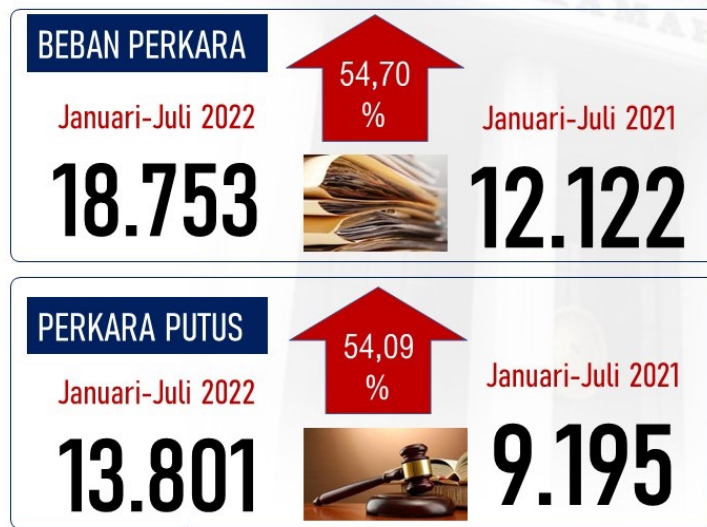 BEBAN PERKARA
54,70
%
Januari-Juli 2022
Januari-Juli 2021
18.753
12.122
PERKARA PUTUS
54,09
%
Januari-Juli 2022
Januari-Juli 2021
13.801
9.195